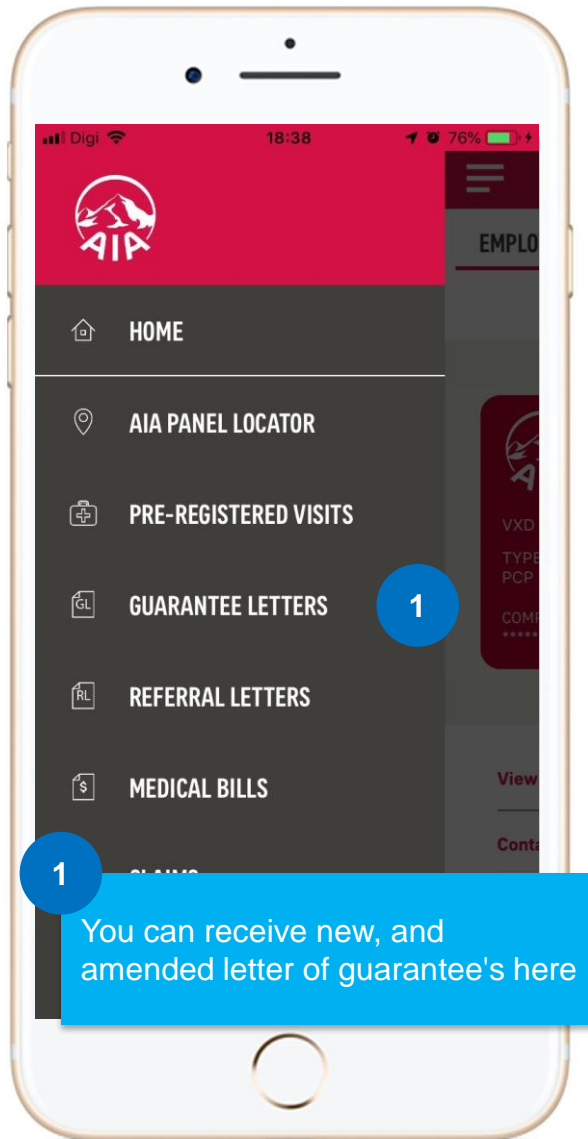 Digi 18:38 76%
AIA
EMPLO
HOME
AIA PANEL LOCATOR
PRE-REGISTERED VISITS
VXD
TYPE
PCP
GL GUARANTEE LETTERS 1
COMP
RL REFERRAL LETTERS
$ MEDICAL BILLS
View
Conta
1
CLAIMS
You can receive new, and
amended letter of guarantee's here